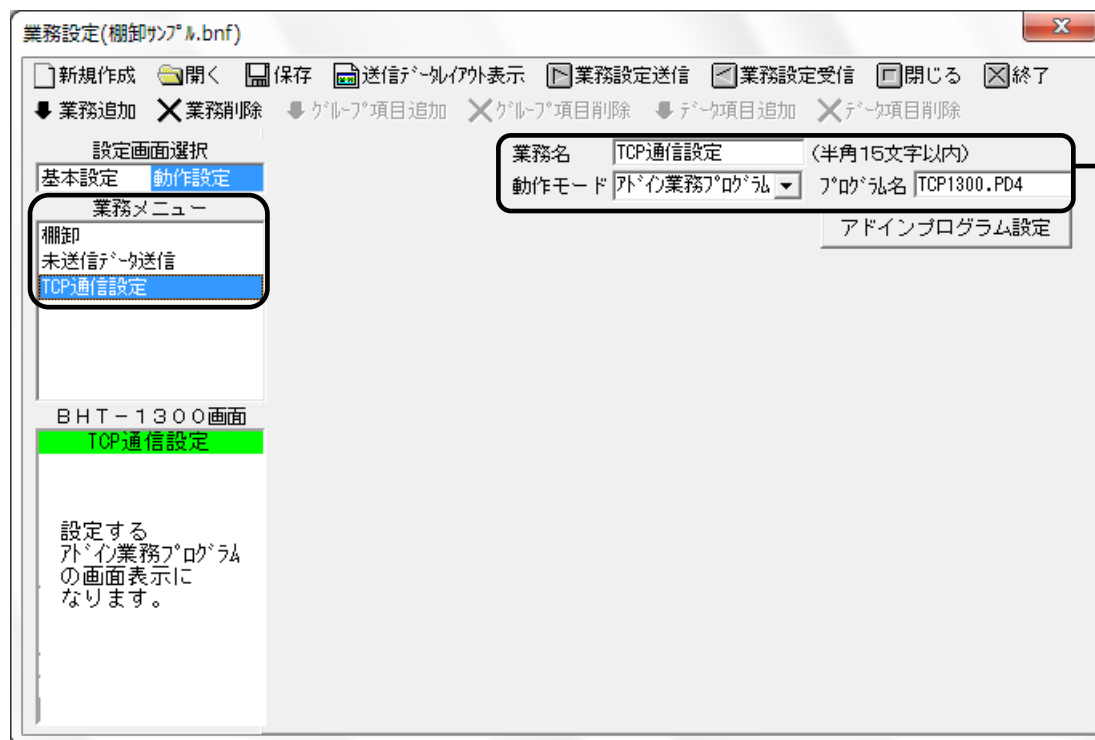 業務設定(棚卸ｻﾝﾌﾟﾙ.bnf)
新規作成 開く 保存 送信ﾃﾞｰﾀﾚｲｱｳﾄ表示 業務設定送信 業務設定受信 閉じる 終了
業務追加 業務削除 ｸﾞﾙｰﾌﾟ項目追加 ｸﾞﾙｰﾌﾟ項目削除 ﾃﾞｰﾀ項目追加 ﾃﾞｰﾀ項目削除
設定画面選択
基本設定 動作設定
業務名 TCP通信設定 (半角15文字以内)
動作モード ｱﾄﾞｲﾝ業務ﾌﾟﾛｸﾞﾗﾑ ﾌﾟﾛｸﾞﾗﾑ名 TCP1300.PD4
アドインプログラム設定
業務メニュー
棚卸
未送信ﾃﾞｰﾀ送信
TCP通信設定
ＢＨＴ－１３００画面
TCP通信設定
設定する
ｱﾄﾞｲﾝ業務ﾌﾟﾛｸﾞﾗﾑ
の画面表示に
なります。